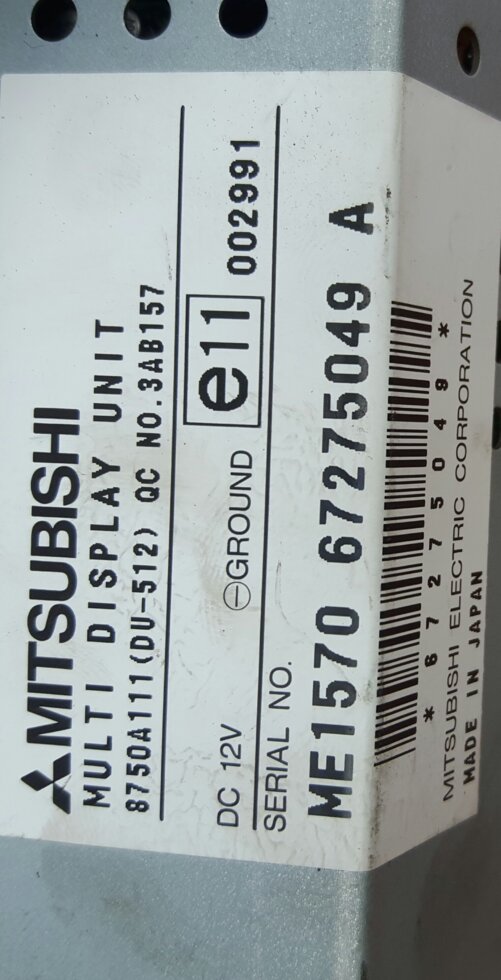 MITSUBISHI
MULTI DISPLAY UNIT
8750A111(DU-512) QC NO.3AB157
DC 12V ⊖GROUND e11 002991
SERIAL NO.
ME1570 67275049 A
* 6 7 2 7 5 0 4 9 *
MITSUBISHI ELECTRIC CORPORATION
MADE IN JAPAN